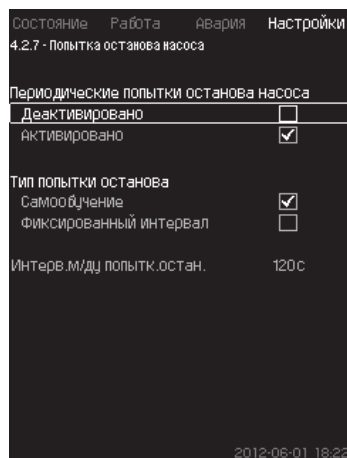 Состояние Работа Авария Настройки
4.2.7 - Попытка останова насоса
Периодические попытки останова насоса
Деактивировано
Активировано
Тип попытки останова
Самообучение
Фиксированный интервал
Интерв.м/ду попытк.остан. 120с
2012-06-01 18:22